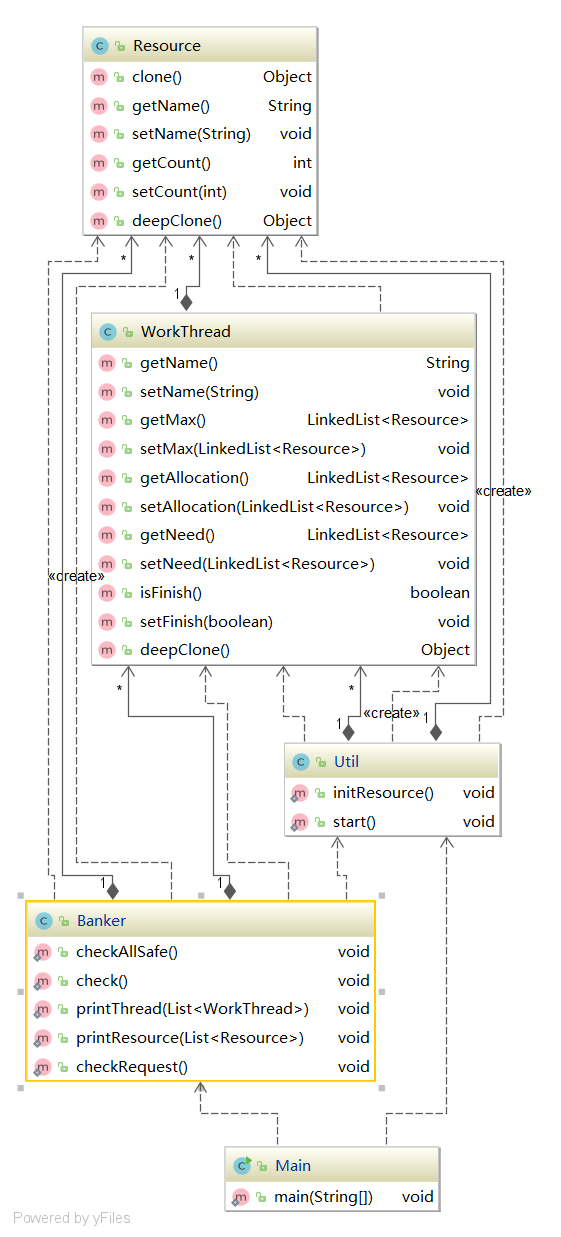 Resource
clone() Object
getName() String
setName(String) void
getCount() int
setCount(int) void
deepClone() Object
* * *
1
WorkThread
getName() String
setName(String) void
getMax() LinkedList<Resource>
setMax(LinkedList<Resource>) void
getAllocation() LinkedList<Resource>
«create»
setAllocation(LinkedList<Resource>) void
getNeed() LinkedList<Resource>
setNeed(LinkedList<Resource>) void
«create»
isFinish() boolean
setFinish(boolean) void
deepClone() Object
* *
1 «create» 1
Util
initResource() void
start() void
1 1
Banker
checkAllSafe() void
check() void
printThread(List<WorkThread>) void
printResource(List<Resource>) void
checkRequest() void
Main
main(String[]) void
Powered by yFiles